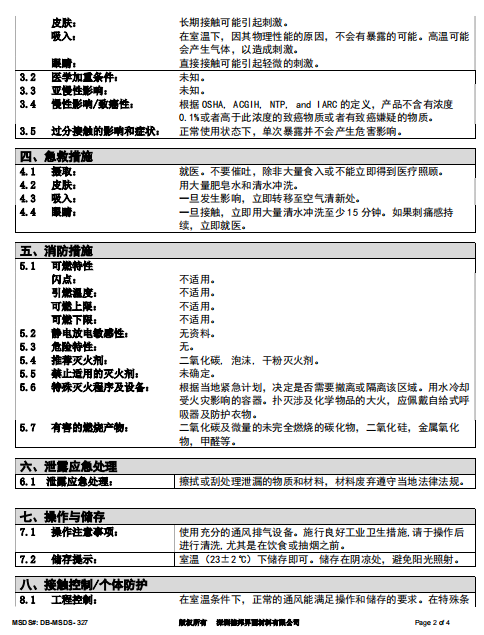 皮肤： 长期接触可能引起刺激。
吸入： 在室温下，因其物理性能的原因，不会有暴露的可能。高温可能
会产生气体，以造成刺激。
眼睛： 直接接触可能引起轻微的刺激。
3.2 医学加重条件： 未知。
3.3 亚慢性影响： 未知。
3.4 慢性影响/致癌性： 根据 OSHA, ACGIH, NTP, and IARC 的定义，产品不含有浓度
0.1%或者高于此浓度的致癌物质或者有致癌嫌疑的物质。
3.5 过分接触的影响和症状： 正常使用状态下，单次暴露并不会产生危害影响。
四、急救措施
4.1 摄取： 就医。不要催吐，除非大量食入或不能立即得到医疗照顾。
4.2 皮肤： 用大量肥皂水和清水冲洗。
4.3 吸入： 一旦发生影响，立即转移至空气清新处。
4.4 眼睛： 一旦接触，立即用大量清水冲洗至少 15 分钟。如果刺痛感持
续，立即就医。
五、消防措施
5.1 可燃特性
闪点： 不适用。
引燃温度： 不适用。
可燃上限： 不适用。
可燃下限： 不适用。
5.2 静电放电敏感性： 无资料。
5.3 危险特性： 无。
5.4 推荐灭火剂： 二氧化碳，泡沫，干粉灭火剂。
5.5 禁止适用的灭火剂： 未确定。
5.6 特殊灭火程序及设备： 根据当地紧急计划，决定是否需要撤离或隔离该区域。用水冷却
受火灾影响的容器。扑灭涉及化学物品的大火，应佩戴自给式呼
吸器及防护衣物。
5.7 有害的燃烧产物： 二氧化碳及微量的未完全燃烧的碳化物，二氧化硅，金属氧化
物，甲醛等。
六、泄露应急处理
6.1 泄露应急处理： 擦拭或刮处理泄漏的物质和材料，材料废弃遵守当地法律法规。
七、操作与储存
7.1 操作注意事项： 使用充分的通风排气设备。施行良好工业卫生措施,请于操作后
进行清洗,尤其是在饮食或抽烟之前。
7.2 储存提示： 室温（23±2℃）下储存即可。储存在阴凉处，避免阳光照射。
八、接触控制/个体防护
8.1 工程控制： 在室温条件下，正常的通风能满足操作和储存的要求。在特殊条
MSDS#: DB-MSDS-327 版权所有 深圳德邦界面材料有限公司 Page 2 of 4